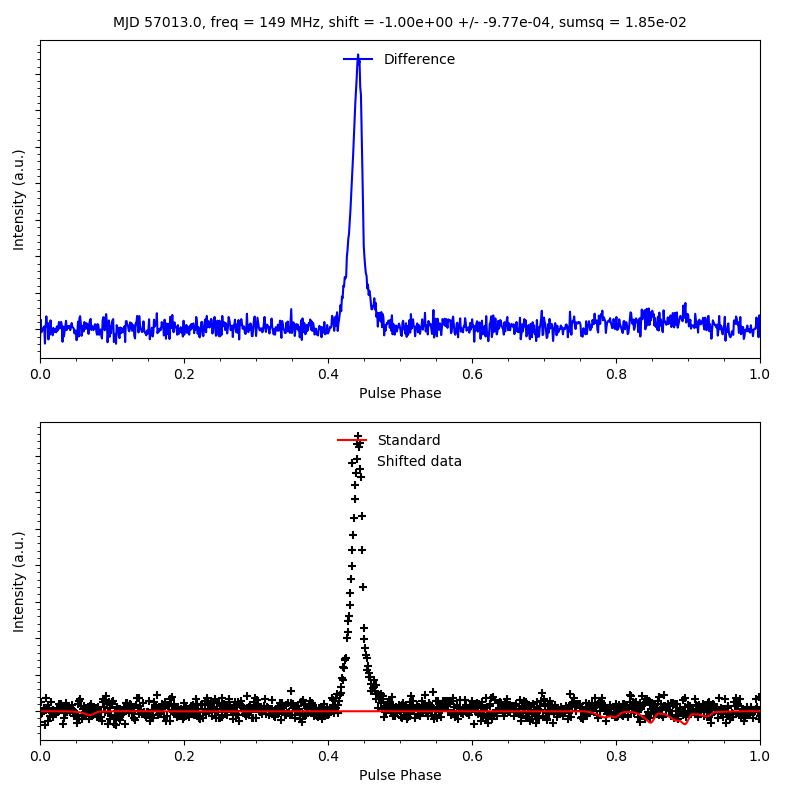 MJD 57013.0, freq = 149 MHz, shift = -1.00e+00 +/- -9.77e-04, sumsq = 1.85e-02
Intensity (a.u.)
Difference
0.0 0.2 0.4 0.6 0.8 1.0
Pulse Phase
Intensity (a.u.)
Standard
Shifted data
0.0 0.2 0.4 0.6 0.8 1.0
Pulse Phase